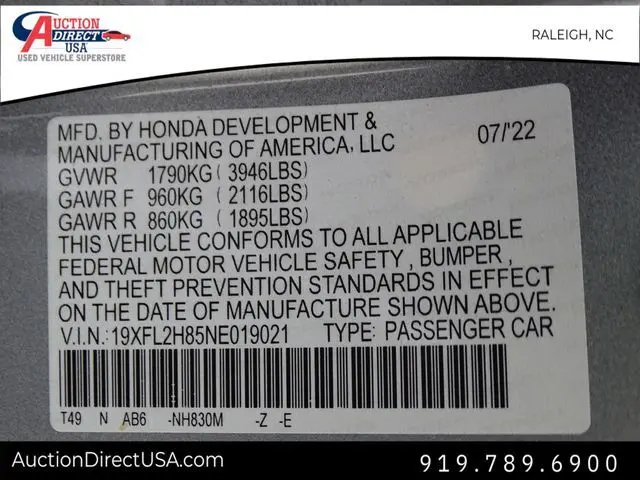 AUCTION
DIRECT
USA
USED VEHICLE SUPERSTORE
RALEIGH, NC
MFD. BY HONDA DEVELOPMENT &
MANUFACTURING OF AMERICA, LLC
07/'22
GVWR 1790KG ( 3946LBS)
GAWR F 960KG ( 2116LBS)
GAWR R 860KG ( 1895LBS)
THIS VEHICLE CONFORMS TO ALL APPLICABLE
FEDERAL MOTOR VEHICLE SAFETY , BUMPER ,
AND THEFT PREVENTION STANDARDS IN EFFECT
ON THE DATE OF MANUFACTURE SHOWN ABOVE.
V.I.N.:19XFL2H85NE019021 TYPE: PASSENGER CAR
T49 N AB6 -NH830M -Z -E
AuctionDirectUSA.com
919.789.6900